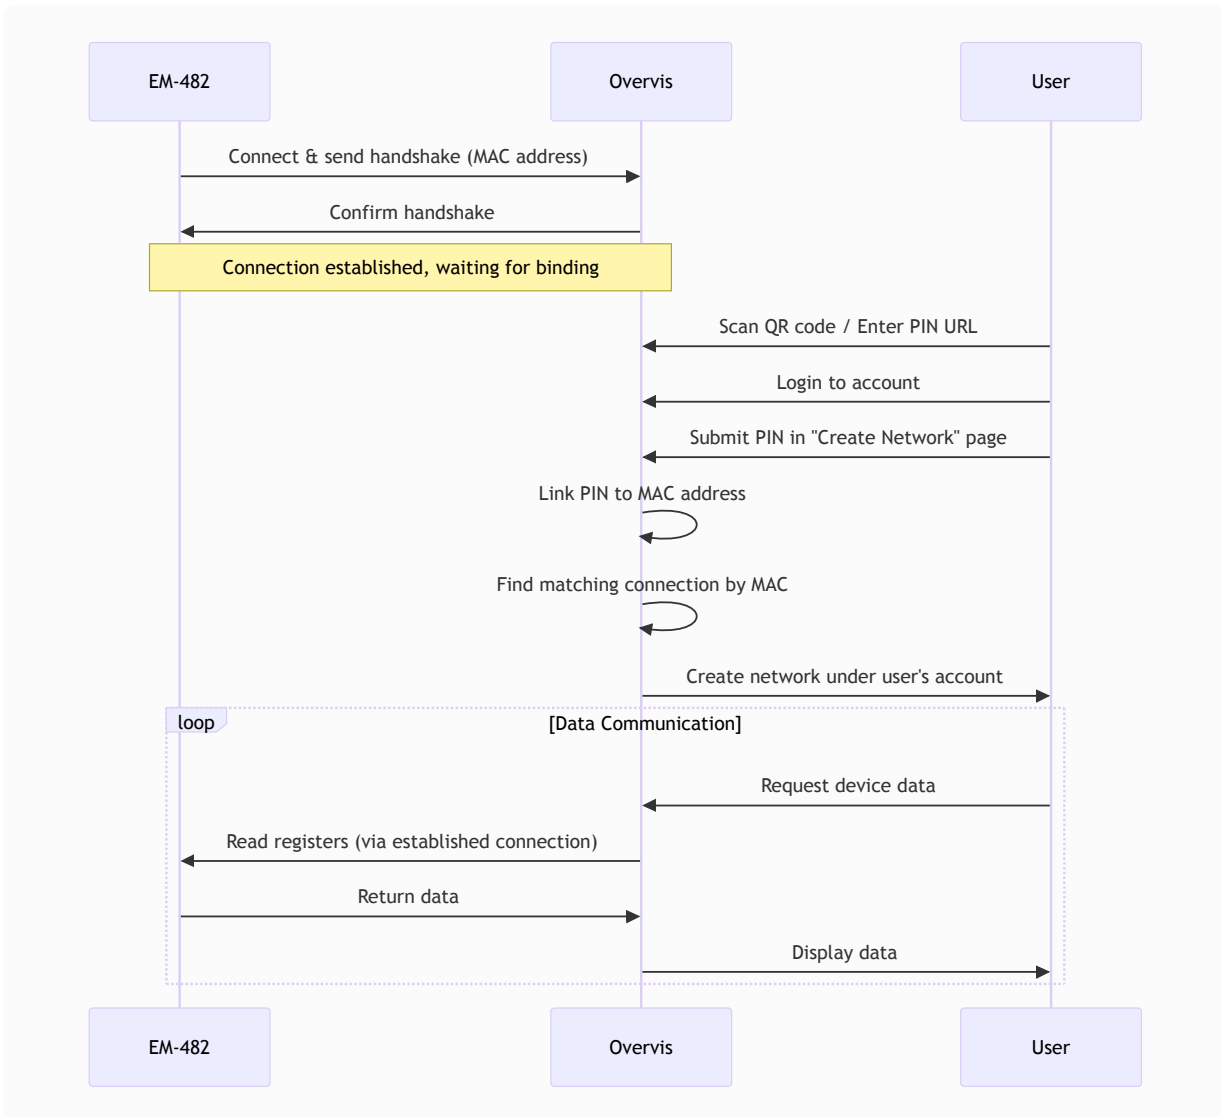 EM-482
Overvis
User
Connect & send handshake (MAC address)
Confirm handshake
Connection established, waiting for binding
Scan QR code / Enter PIN URL
Login to account
Submit PIN in "Create Network" page
Link PIN to MAC address
Find matching connection by MAC
Create network under user's account
loop
[Data Communication]
Request device data
Read registers (via established connection)
Return data
Display data
EM-482
Overvis
User